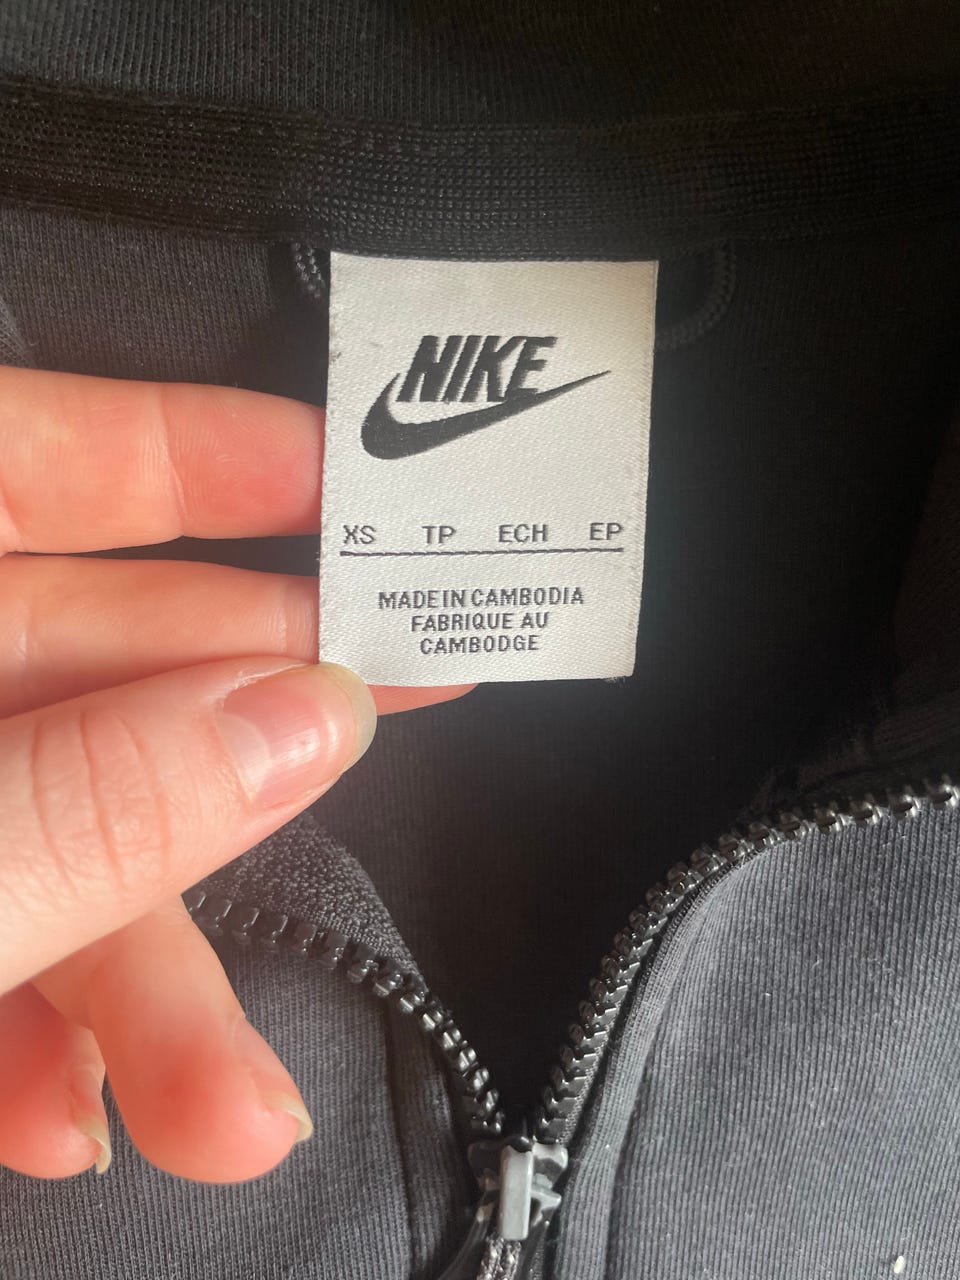 NIKE
XS TP ECH EP
MADE IN CAMBODIA
FABRIQUE AU
CAMBODGE